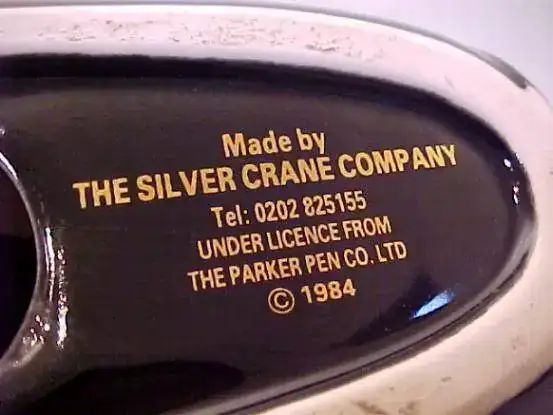 Made by
THE SILVER CRANE COMPANY
Tel: 0202 825155
UNDER LICENCE FROM
THE PARKER PEN CO. LTD
© 1984